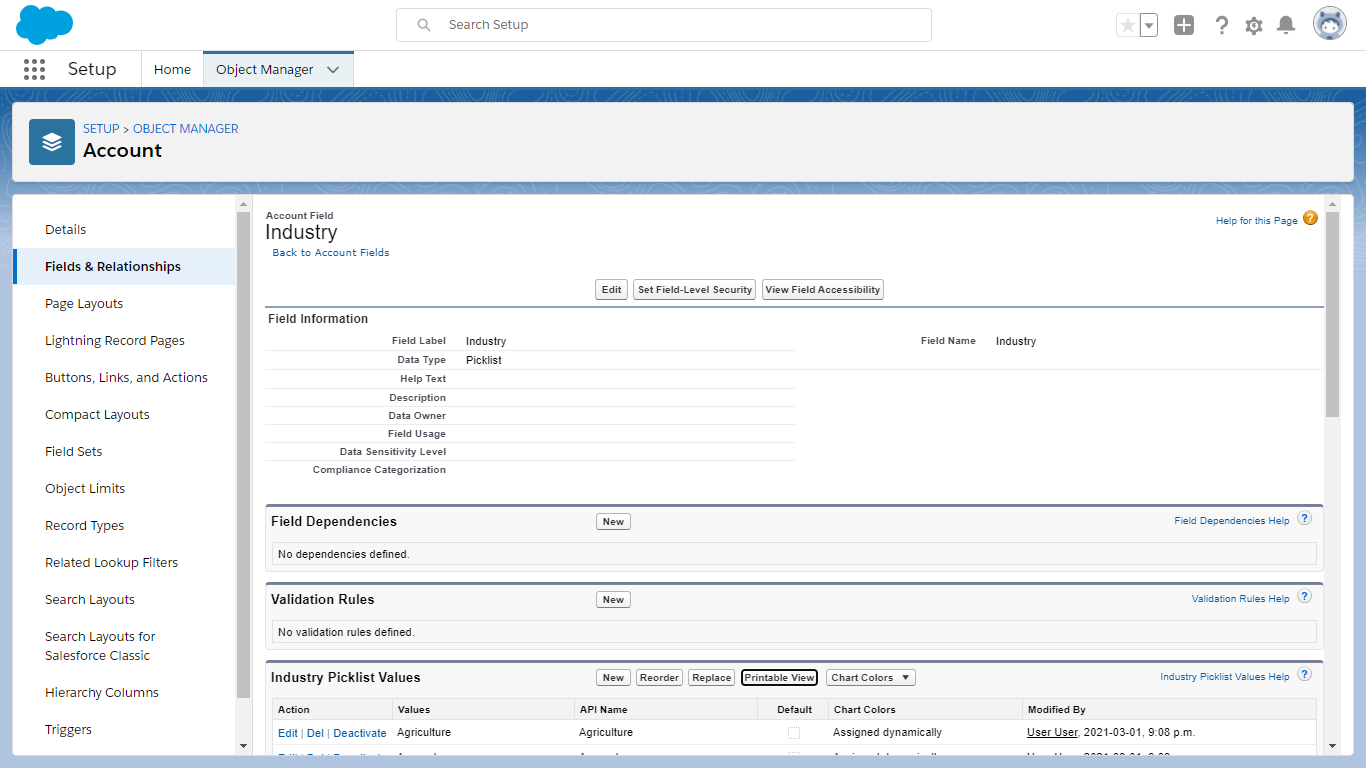 Search Setup
Setup
Home
Object Manager
SETUP > OBJECT MANAGER
Account
Details
Fields & Relationships
Page Layouts
Lightning Record Pages
Buttons, Links, and Actions
Compact Layouts
Field Sets
Object Limits
Record Types
Related Lookup Filters
Search Layouts
Search Layouts for
Salesforce Classic
Hierarchy Columns
Triggers
Account Field
Industry
Back to Account Fields
Help for this Page ?
Edit Set Field-Level Security View Field Accessibility
Field Information
Field Label Industry Field Name Industry
Data Type Picklist
Help Text
Description
Data Owner
Field Usage
Data Sensitivity Level
Compliance Categorization
Field Dependencies New Field Dependencies Help ?
No dependencies defined.
Validation Rules New Validation Rules Help ?
No validation rules defined.
Industry Picklist Values New Reorder Replace Printable View Chart Colors Industry Picklist Values Help ?
Action Values API Name Default Chart Colors Modified By
Edit | Del | Deactivate Agriculture Agriculture Assigned dynamically User User, 2021-03-01, 9:08 p.m.